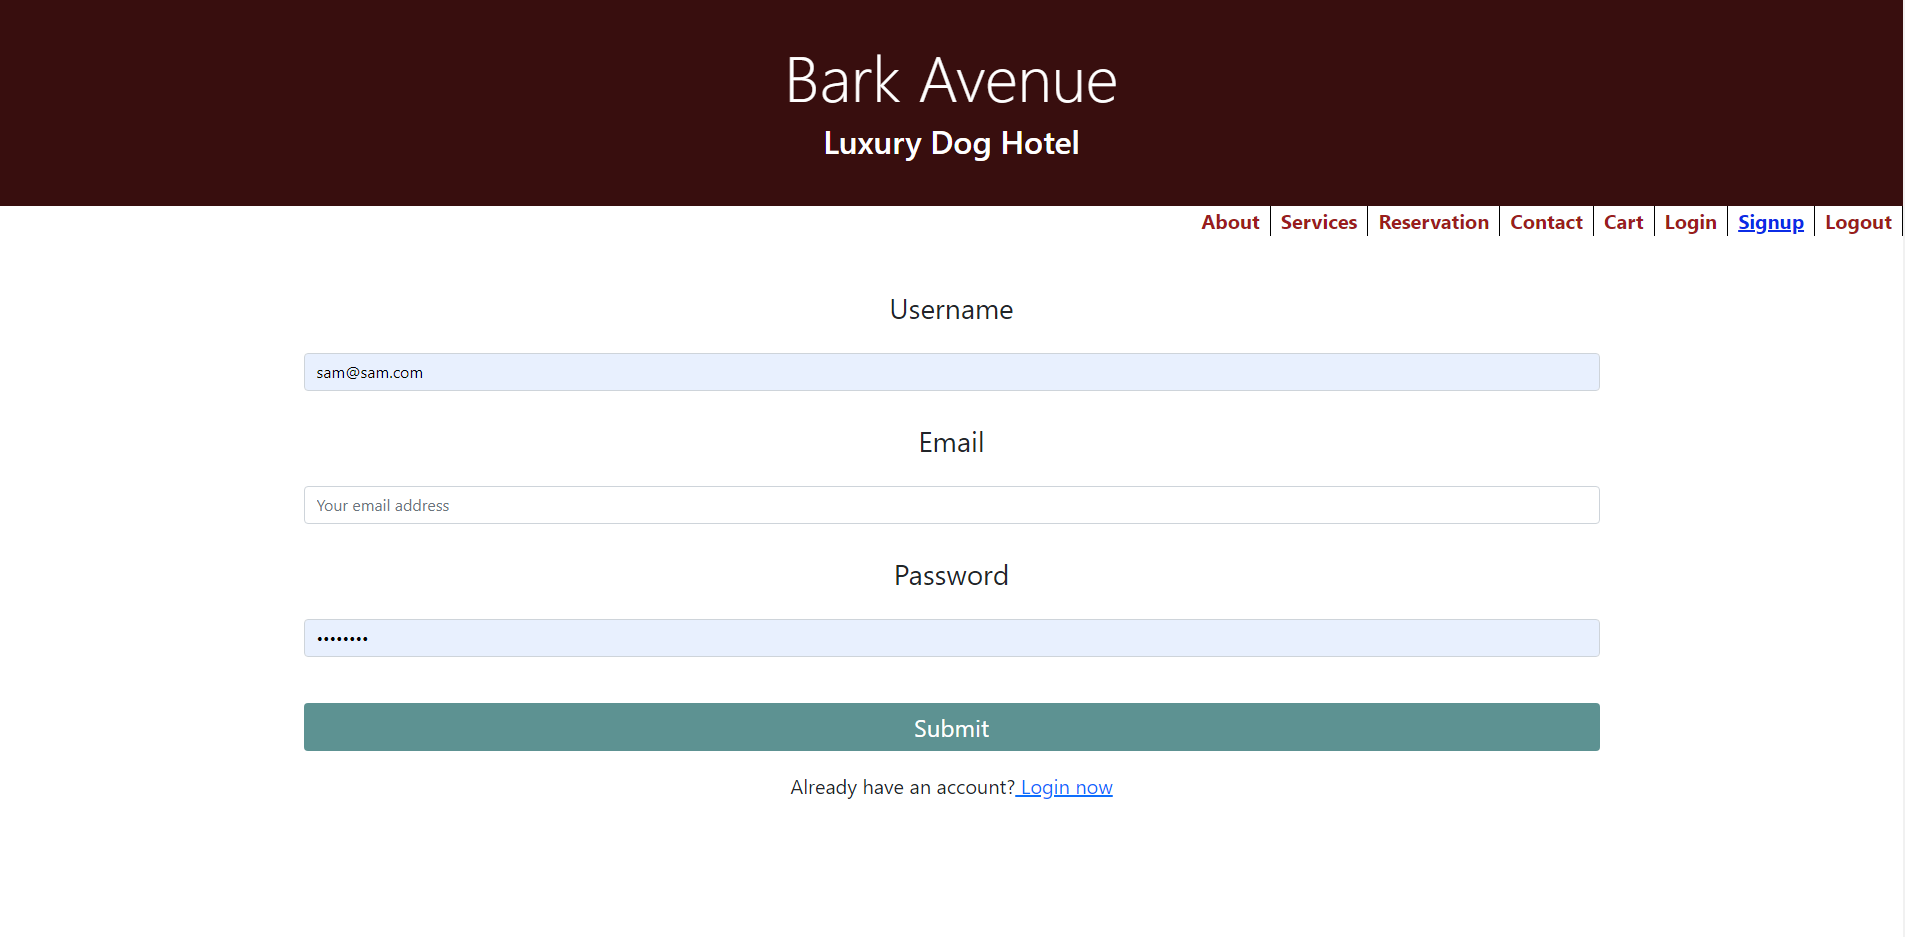 Bark Avenue
Luxury Dog Hotel
About Services Reservation Contact Cart Login Signup Logout
Username
sam@sam.com
Email
Your email address
Password
••••••••
Submit
Already have an account? Login now